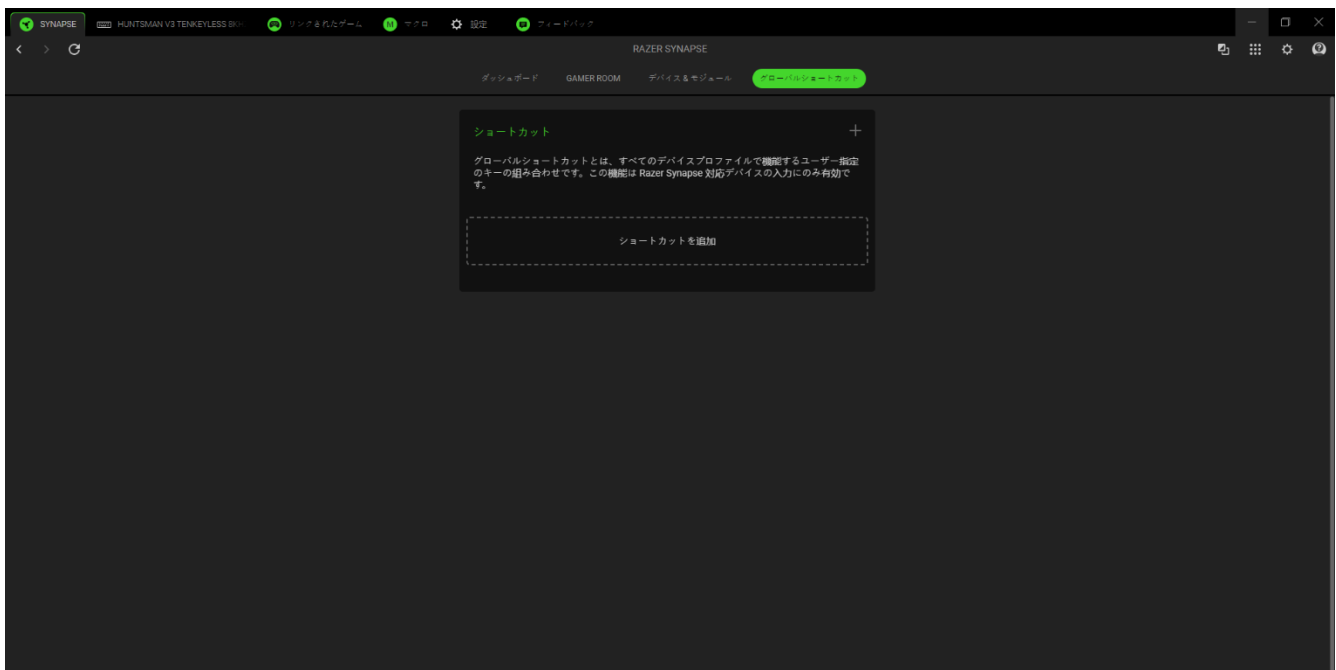 SYNAPSE
HUNTSMAN V3 TENKEYLESS 8KH
リンクされたゲーム
マクロ
設定
フィードバック
RAZER SYNAPSE
ダッシュボード
GAMER ROOM
デバイス&モジュール
グローバルショートカット
ショートカット
グローバルショートカットとは、すべてのデバイスプロファイルで機能するユーザー指定
のキーの組み合わせです。この機能は Razer Synapse 対応デバイスの入力にのみ有効で
す。
ショートカットを追加